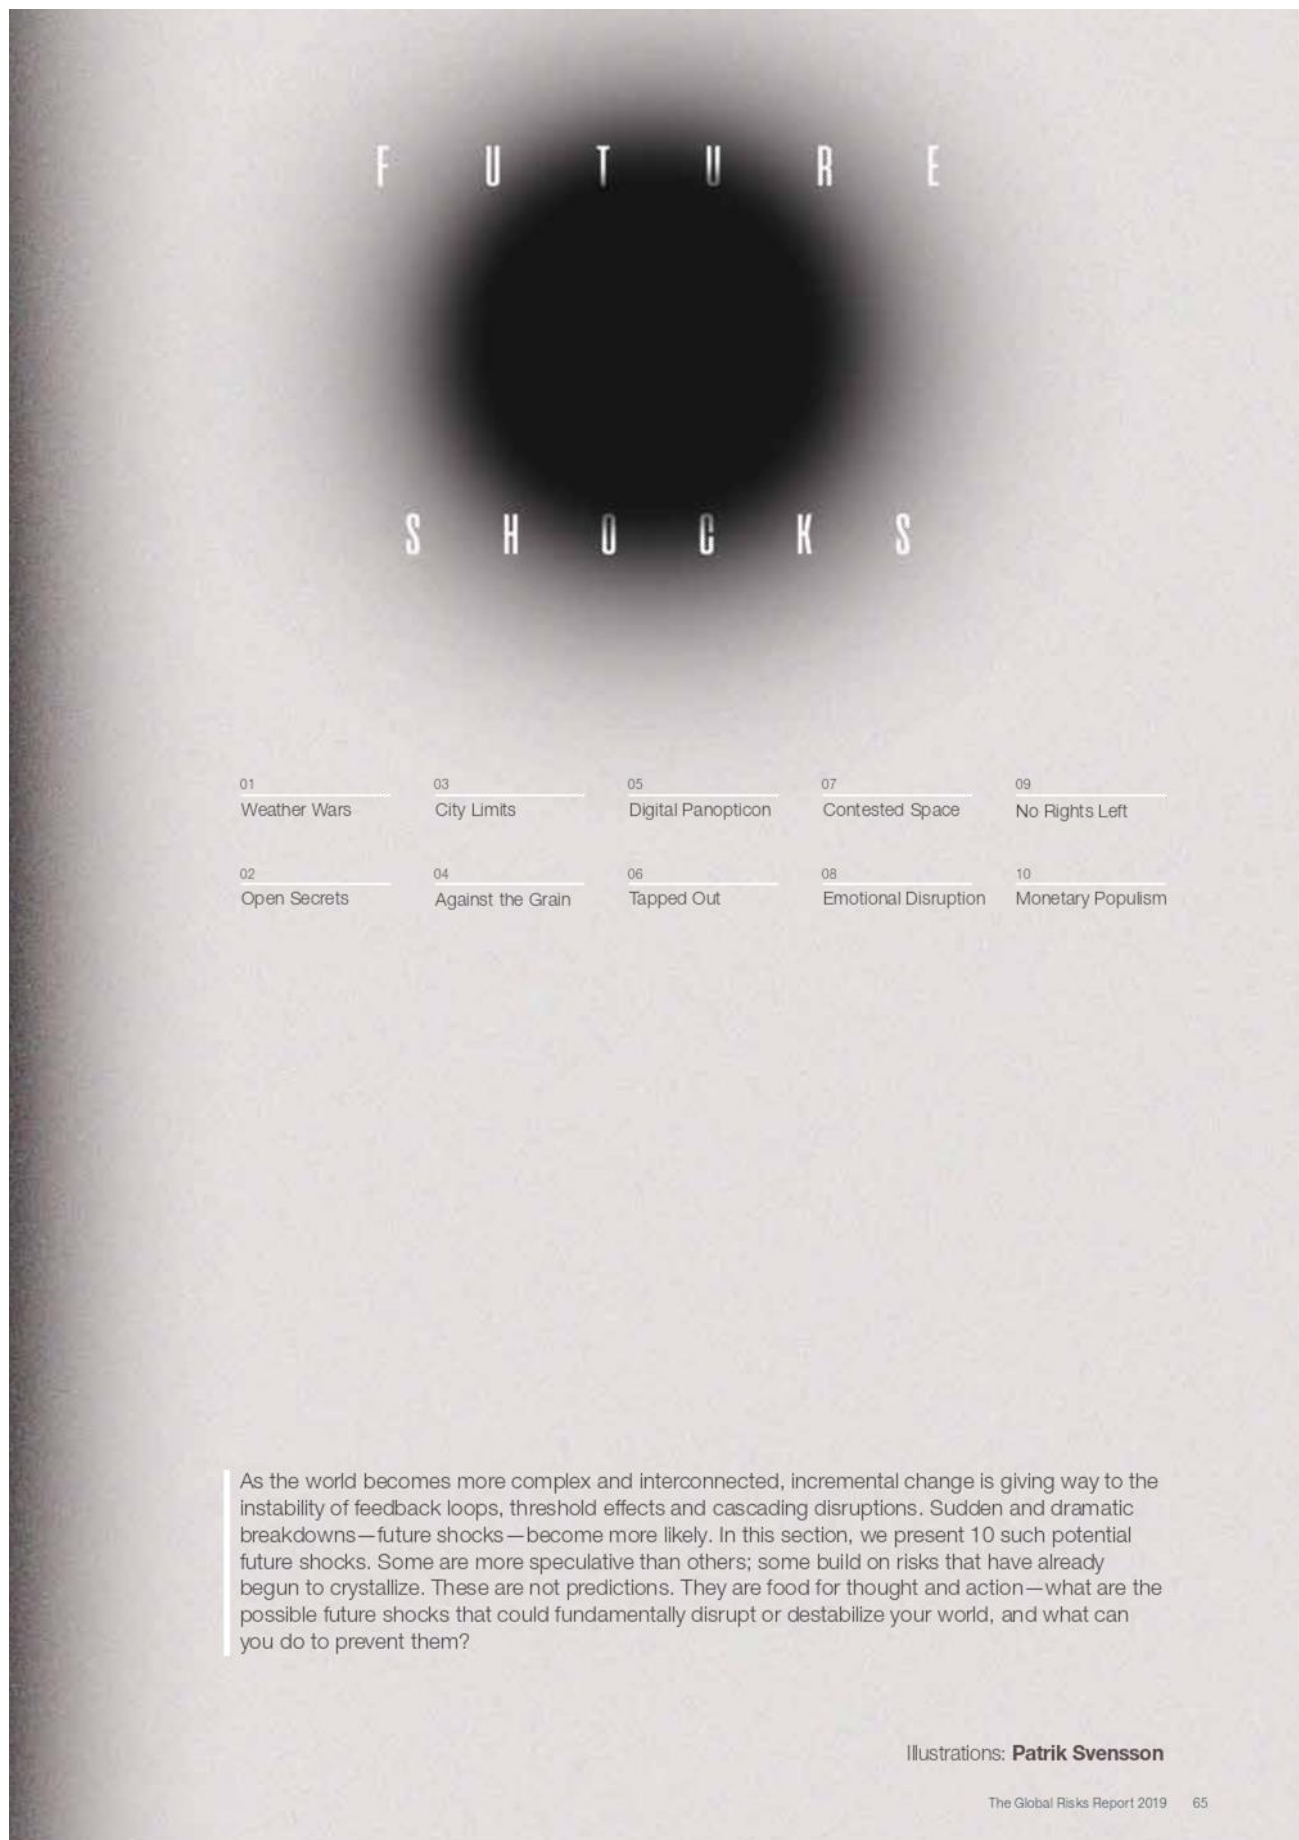 FUTURE
SHOCKS
01
Weather Wars
02
Open Secrets
03
City Limits
04
Against the Grain
05
Digital Panopticon
06
Tapped Out
07
Contested Space
08
Emotional Disruption
09
No Rights Left
10
Monetary Populism
As the world becomes more complex and interconnected, incremental change is giving way to the
instability of feedback loops, threshold effects and cascading disruptions. Sudden and dramatic
breakdowns—future shocks—become more likely. In this section, we present 10 such potential
future shocks. Some are more speculative than others; some build on risks that have already
begun to crystallize. These are not predictions. They are food for thought and action—what are the
possible future shocks that could fundamentally disrupt or destabilize your world, and what can
you do to prevent them?
Illustrations: Patrik Svensson
The Global Risks Report 2019 65